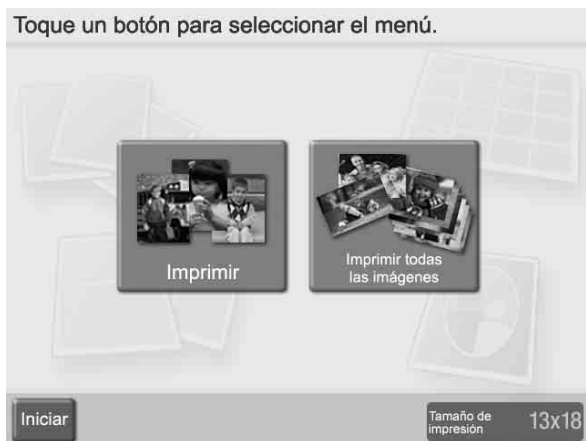 Toque un botón para seleccionar el menú.
Imprimir
Imprimir todas
las imágenes
Iniciar
Tamaño de
impresión
13x18